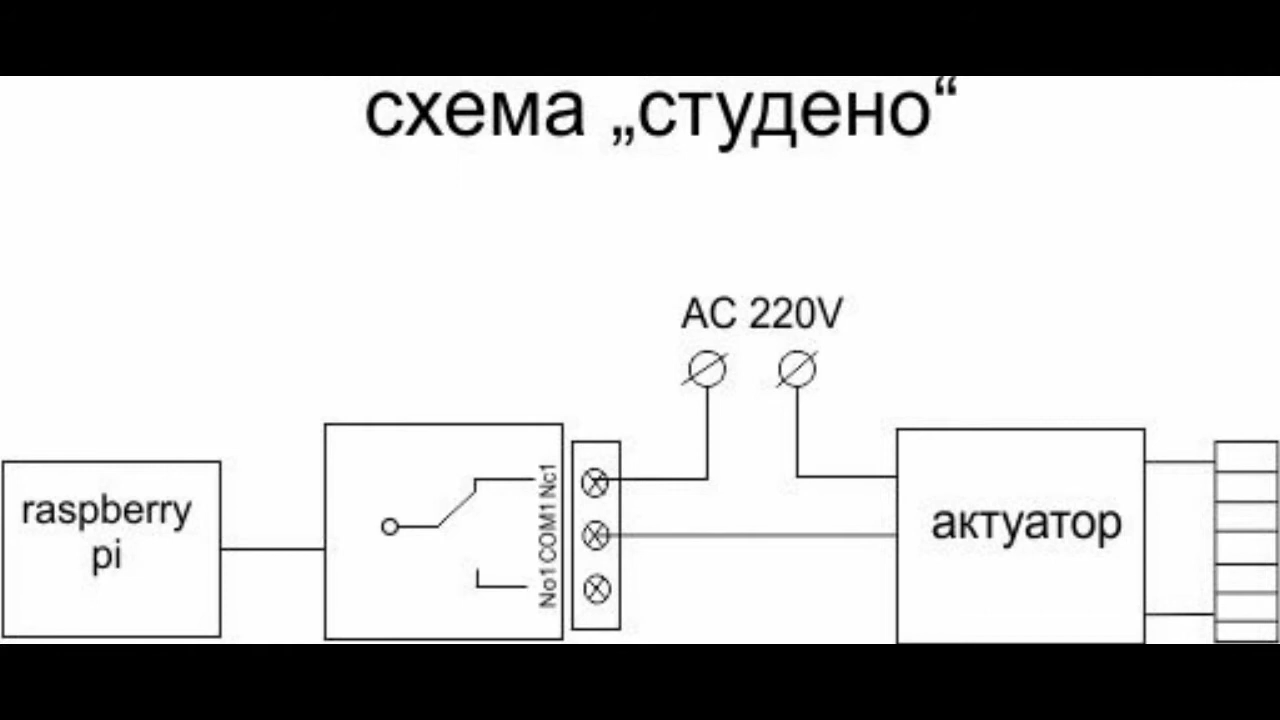 схема „студено“
AC 220V
raspberry
pi
No1 COM1 Nc1
актуатор